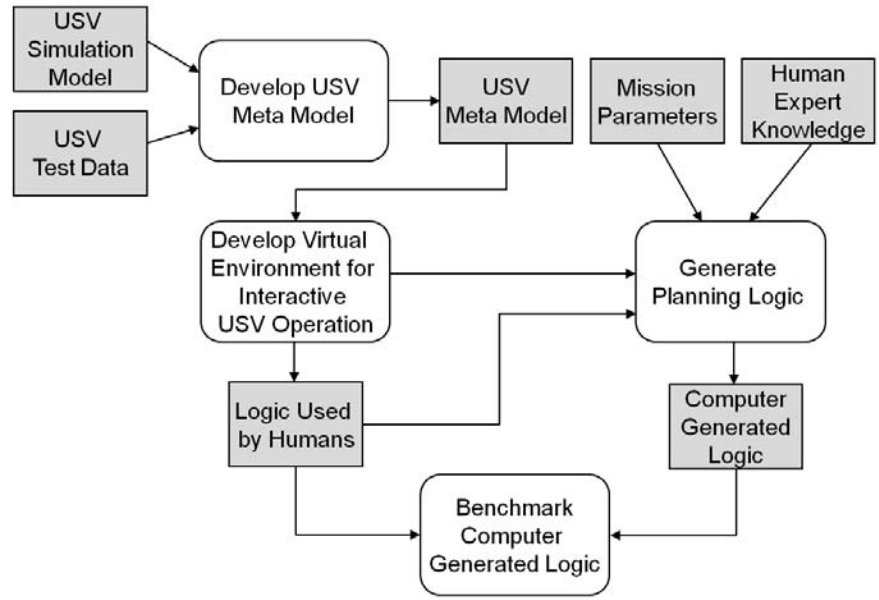 USV
Simulation
Model
USV
Test Data
Develop USV
Meta Model
USV
Meta Model
Mission
Parameters
Human
Expert
Knowledge
Develop Virtual
Environment for
Interactive
USV Operation
Generate
Planning Logic
Logic Used
by Humans
Computer
Generated
Logic
Benchmark
Computer
Generated Logic